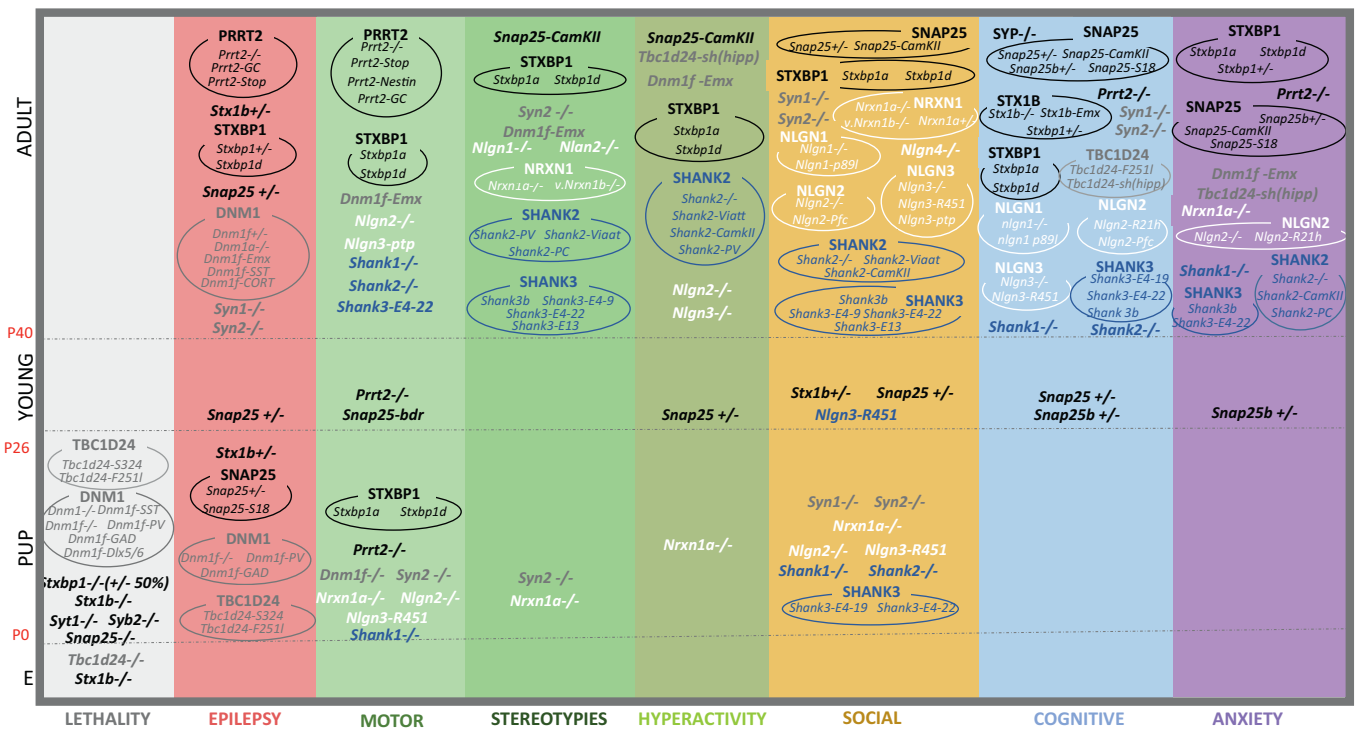 ADULT
P40
YOUNG
P26
PUP
P0
E
TBC1D24
Tbc1d24-S324
Tbc1d24-F251l
DNM1
Dnm1-/- Dnm1f-SST
Dnm1f-/- Dnm1f-PV
Dnm1f-GAD
Dnm1f-Dlx5/6
Stxbp1-/-(+/- 50%)
Stx1b-/-
Syt1-/- Syb2-/-
Snap25-/-
Tbc1d24-/-
Stx1b-/-
LETHALITY
PRRT2
Prrt2-/-
Prrt2-GC
Prrt2-Stop
Stx1b+/-
STXBP1
Stxbp1+/-
Stxbp1d
Snap25 +/-
DNM1
Dnm1f+/-
Dnm1a-/-
Dnm1f-Emx
Dnm1f-SST
Dnm1f-CORT
Syn1-/-
Syn2-/-
Snap25 +/-
Stx1b+/-
SNAP25
Snap25+/-
Snap25-S18
DNM1
Dnm1f-/- Dnm1f-PV
Dnm1f-GAD
TBC1D24
Tbc1d24-S324
Tbc1d24-F251l
EPILEPSY
PRRT2
Prrt2-/-
Prrt2-Stop
Prrt2-Nestin
Prrt2-GC
STXBP1
Stxbp1a
Stxbp1d
Dnm1f-Emx
Nlgn2-/-
Nlgn3-ptp
Shank1-/-
Shank2-/-
Shank3-E4-22
Prrt2-/-
Snap25-bdr
STXBP1
Stxbp1a Stxbp1d
Prrt2-/-
Dnm1f-/- Syn2 -/-
Nrxn1a-/- Nlgn2-/-
Nlgn3-R451
Shank1-/-
MOTOR
Snap25-CamKII
STXBP1
Stxbp1a Stxbp1d
Syn2 -/-
Dnm1f-Emx
Nlgn1-/- Nlan2-/-
NRXN1
Nrxn1a-/- v.Nrxn1b-/-
SHANK2
Shank2-PV Shank2-Viaat
Shank2-PC
SHANK3
Shank3b Shank3-E4-9
Shank3-E4-22
Shank3-E13
Syn2 -/-
Nrxn1a-/-
STEREOTYPIES
Snap25-CamKII
Tbc1d24-sh(hipp)
Dnm1f -Emx
STXBP1
Stxbp1a
Stxbp1d
SHANK2
Shank2-/-
Shank2-Viatt
Shank2-CamKII
Shank2-PV
Nlgn2-/-
Nlgn3-/-
Snap25 +/-
Nrxn1a-/-
HYPERACTIVITY
SNAP25
Snap25+/- Snap25-CamKII
STXBP1
Stxbp1a Stxbp1d
Syn1-/-
Syn2-/-
NRXN1
Nrxn1a-/-
v.Nrxn1b-/- Nrxn1a+/-
NLGN1
Nlgn1-/-
Nlgn1-p89l
Nlgn4-/-
NLGN2
Nlgn2-/-
Nlgn2-Pfc
NLGN3
Nlgn3-/-
Nlgn3-R451
Nlgn3-ptp
SHANK2
Shank2-/- Shank2-Viaat
Shank2-CamKII
SHANK3
Shank3b
Shank3-E4-9 Shank3-E4-22
Shank3-E13
Stx1b+/- Snap25 +/-
Nlgn3-R451
Syn1-/- Syn2-/-
Nrxn1a-/-
Nlgn2-/- Nlgn3-R451
Shank1-/- Shank2-/-
SHANK3
Shank3-E4-19 Shank3-E4-22
SOCIAL
SYP-/- SNAP25
Snap25+/- Snap25-CamKII
Snap25b+/- Snap25-S18
STX1B
Stx1b-/- Stx1b-Emx
Stxbp1+/-
Prrt2-/-
Syn1-/-
Syn2-/-
STXBP1
Stxbp1a
Stxbp1d
TBC1D24
Tbc1d24-F251l
Tbc1d24-sh(hipp)
NLGN1
nlgn1-/-
nlgn1 p89l
NLGN2
Nlgn2-R21h
Nlgn2-Pfc
NLGN3
Nlgn3-/-
Nlgn3-R451
SHANK3
Shank3-E4-19
Shank3-E4-22
Shank 3b
Shank1-/- Shank2-/-
Snap25 +/-
Snap25b +/-
COGNITIVE
STXBP1
Stxbp1a Stxbp1d
Stxbp1+/-
Prrt2-/-
SNAP25
Snap25b+/-
Snap25-CamKII
Snap25-S18
Dnm1f -Emx
Tbc1d24-sh(hipp)
Nrxn1a-/-
NLGN2
Nlgn2-/- Nlgn2-R21h
Shank1-/-
SHANK3
Shank3b
Shank3-E4-22
SHANK2
Shank2-/-
Shank2-CamKII
Shank2-PC
Snap25b +/-
ANXIETY